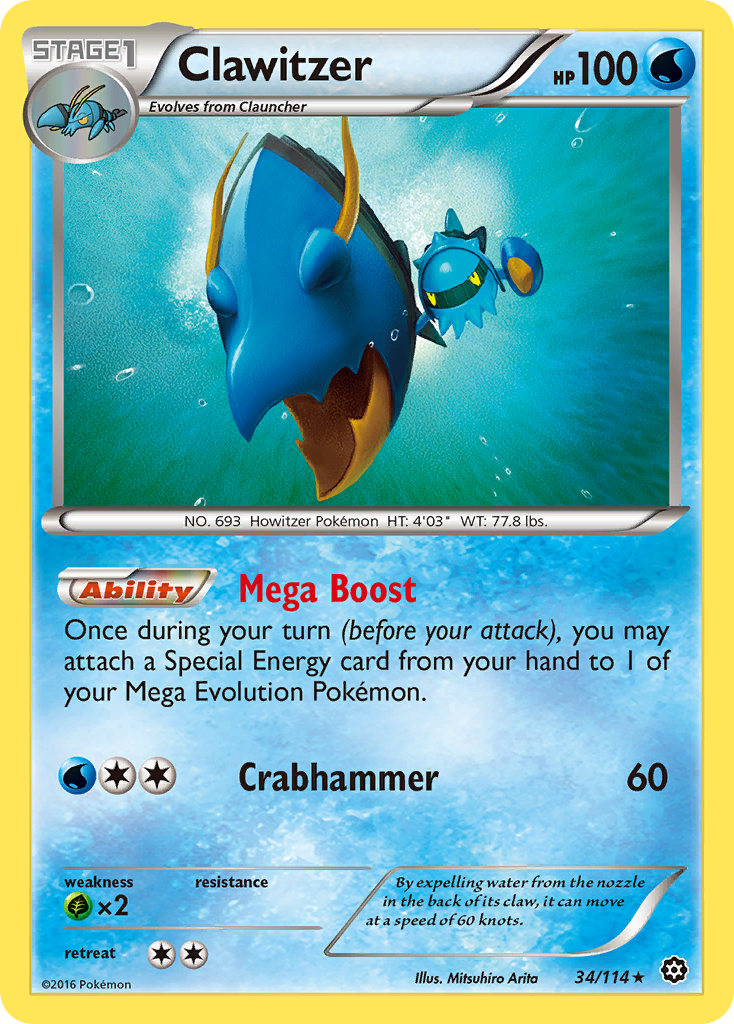 STAGE1
Clawitzer
HP100
Evolves from Clauncher
NO. 693 Howitzer Pokémon HT: 4'03" WT: 77.8 lbs.
Ability Mega Boost
Once during your turn (before your attack), you may
attach a Special Energy card from your hand to 1 of
your Mega Evolution Pokémon.
Crabhammer 60
weakness resistance
×2
retreat
By expelling water from the nozzle
in the back of its claw, it can move
at a speed of 60 knots.
©2016 Pokémon
Illus. Mitsuhiro Arita 34/114 ★